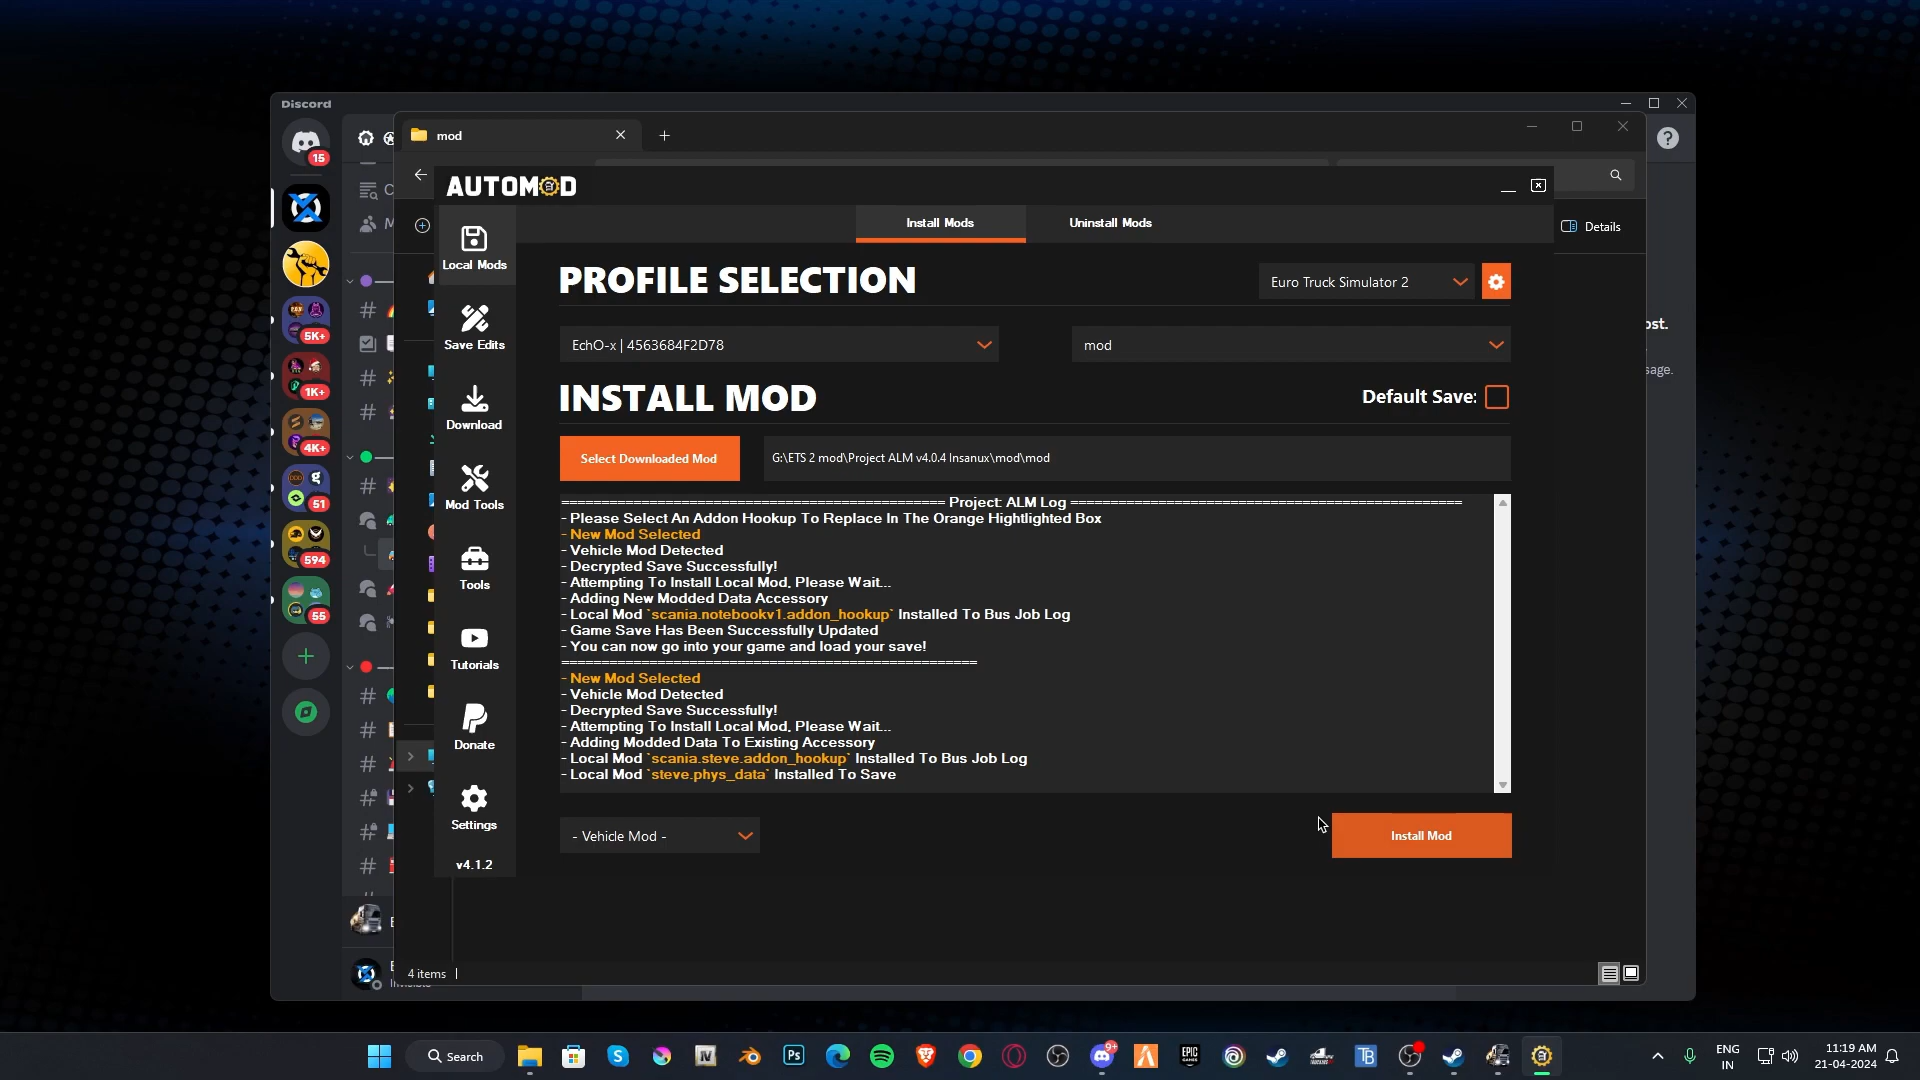 Discord
mod
15
AUTOMOD
Install Mods
Uninstall Mods
Details
Local Mods
PROFILE SELECTION
Euro Truck Simulator 2
Save Edits
EchO-x | 4563684F2D78
mod
INSTALL MOD
Default Save:
Download
Select Downloaded Mod
G:\ETS 2 mod\Project ALM v4.0.4 Insanux\mod\mod
================================================ Project: ALM Log =================================================
- Please Select An Addon Hookup To Replace In The Orange Hightlighted Box
- New Mod Selected
- Vehicle Mod Detected
- Decrypted Save Successfully!
- Attempting To Install Local Mod, Please Wait...
- Adding New Modded Data Accessory
- Local Mod `scania.notebookv1.addon_hookup` Installed To Bus Job Log
- Game Save Has Been Successfully Updated
- You can now go into your game and load your save!
====================================================
- New Mod Selected
- Vehicle Mod Detected
- Decrypted Save Successfully!
- Attempting To Install Local Mod, Please Wait...
- Adding Modded Data To Existing Accessory
- Local Mod `scania.steve.addon_hookup` Installed To Bus Job Log
- Local Mod `steve.phys_data` Installed To Save
Mod Tools
Tools
Tutorials
Donate
Settings
v4.1.2
- Vehicle Mod -
Install Mod
5K+
1K+
4K+
51
594
55
ost.
sage.
4 items
Search
Ps
EPIC
GAMES
9+
TB
ENG
IN
11:19 AM
21-04-2024